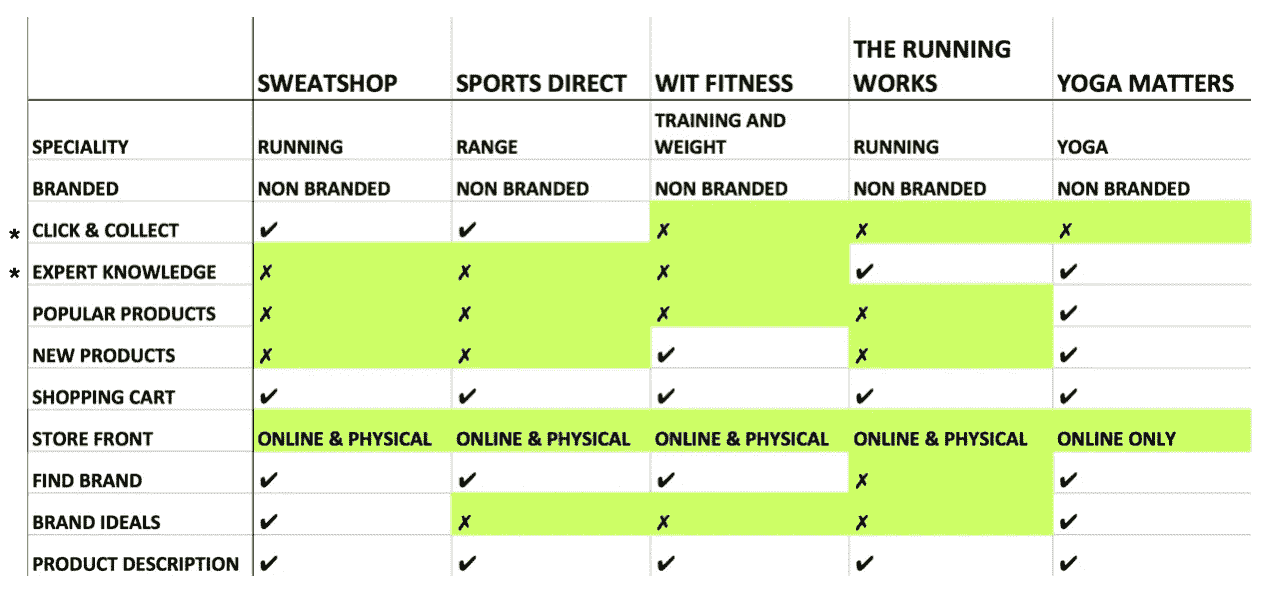 SWEATSHOP SPORTS DIRECT WIT FITNESS THE RUNNING WORKS YOGA MATTERS
SPECIALITY RUNNING RANGE TRAINING AND WEIGHT RUNNING YOGA
BRANDED NON BRANDED NON BRANDED NON BRANDED NON BRANDED NON BRANDED
* CLICK & COLLECT ✔ ✔ ✗ ✗ ✗
* EXPERT KNOWLEDGE ✗ ✗ ✗ ✔ ✔
POPULAR PRODUCTS ✗ ✗ ✗ ✗ ✔
NEW PRODUCTS ✗ ✗ ✔ ✗ ✔
SHOPPING CART ✔ ✔ ✔ ✔ ✔
STORE FRONT ONLINE & PHYSICAL ONLINE & PHYSICAL ONLINE & PHYSICAL ONLINE & PHYSICAL ONLINE ONLY
FIND BRAND ✔ ✔ ✔ ✗ ✔
BRAND IDEALS ✔ ✗ ✗ ✗ ✔
PRODUCT DESCRIPTION ✔ ✔ ✔ ✔ ✔